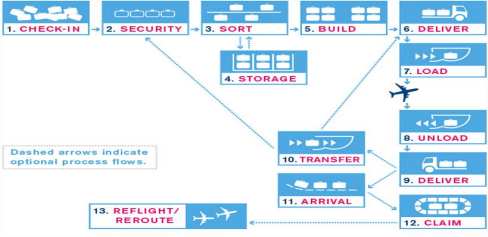 1. CHECK-IN
2. SECURITY
3. SORT
5. BUILD
6. DELIVER
4. STORAGE
7. LOAD
8. UNLOAD
Dashed arrows indicate
optional process flows.
10. TRANSFER
9. DELIVER
11. ARRIVAL
13. REFLIGHT/
REROUTE
12. CLAIM